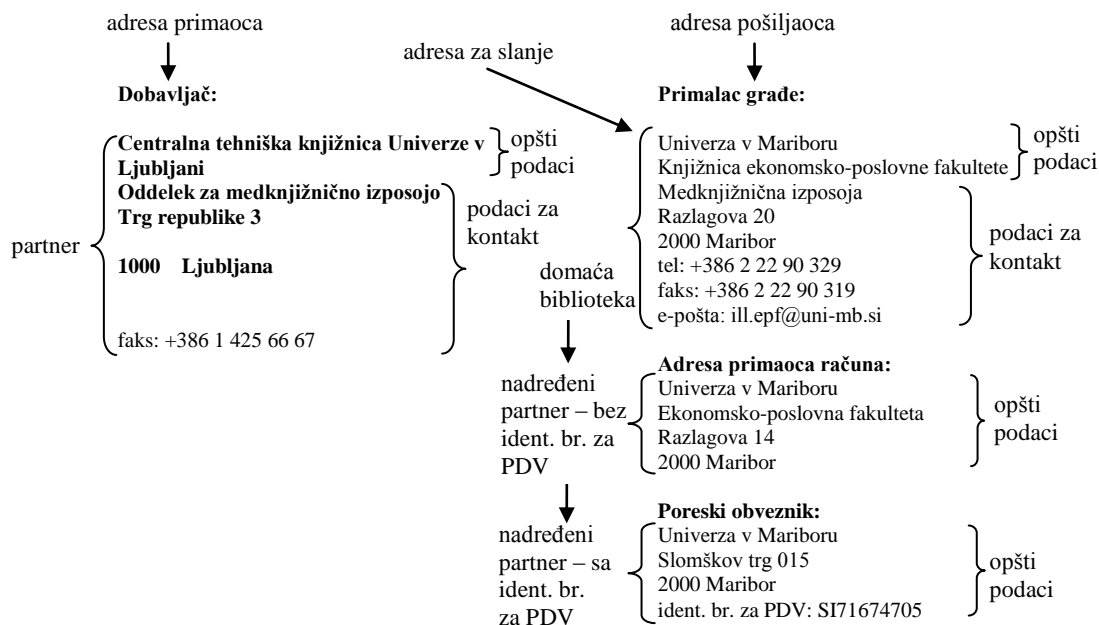 adresa primaoca
adresa za slanje
adresa pošiljaoca
Dobavljač:
partner
Centralna tehniška knjižnica Univerze v
Ljubljani
opšti
podaci
Oddelek za medknjižnično izposojo
Trg republike 3
1000 Ljubljana
faks: +386 1 425 66 67
podaci za
kontakt
Primalac građe:
domaća
biblioteka
Univerza v Mariboru
Knjižnica ekonomsko-poslovne fakultete
opšti
podaci
Medknjižnična izposoja
Razlagova 20
2000 Maribor
tel: +386 2 22 90 329
faks: +386 2 22 90 319
e-pošta: ill.epf@uni-mb.si
podaci za
kontakt
nadređeni
partner – bez
ident. br. za
PDV
Adresa primaoca računa:
Univerza v Mariboru
Ekonomsko-poslovna fakulteta
Razlagova 14
2000 Maribor
opšti
podaci
nadređeni
partner – sa
ident. br.
za PDV
Poreski obveznik:
Univerza v Mariboru
Slomškov trg 015
2000 Maribor
ident. br. za PDV: SI71674705
opšti
podaci